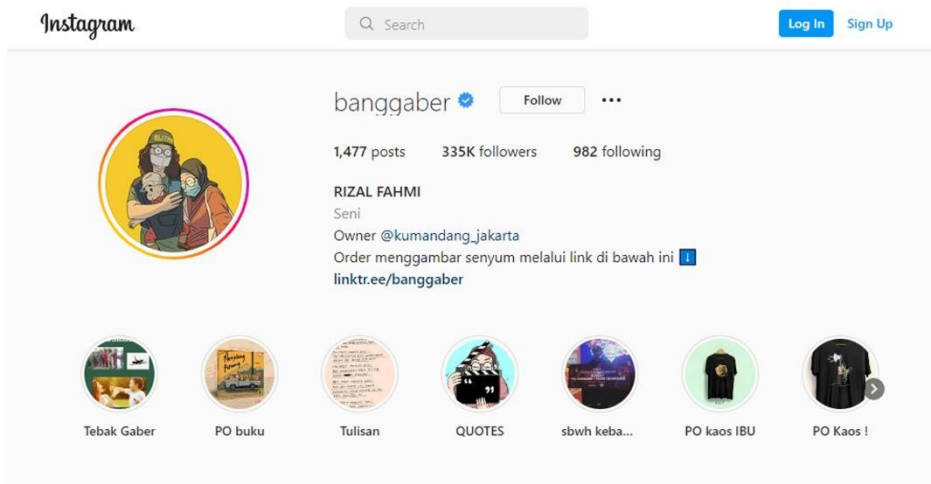 Instagram
Search
Log In
Sign Up
banggaber
Follow
1,477 posts 335K followers 982 following
RIZAL FAHMI
Seni
Owner @kumandang_jakarta
Order menggambar senyum melalui link di bawah ini ⬇️
linktr.ee/banggaber
Tebak Gaber
PO buku
Tulisan
QUOTES
sbwh keba...
PO kaos IBU
PO Kaos !